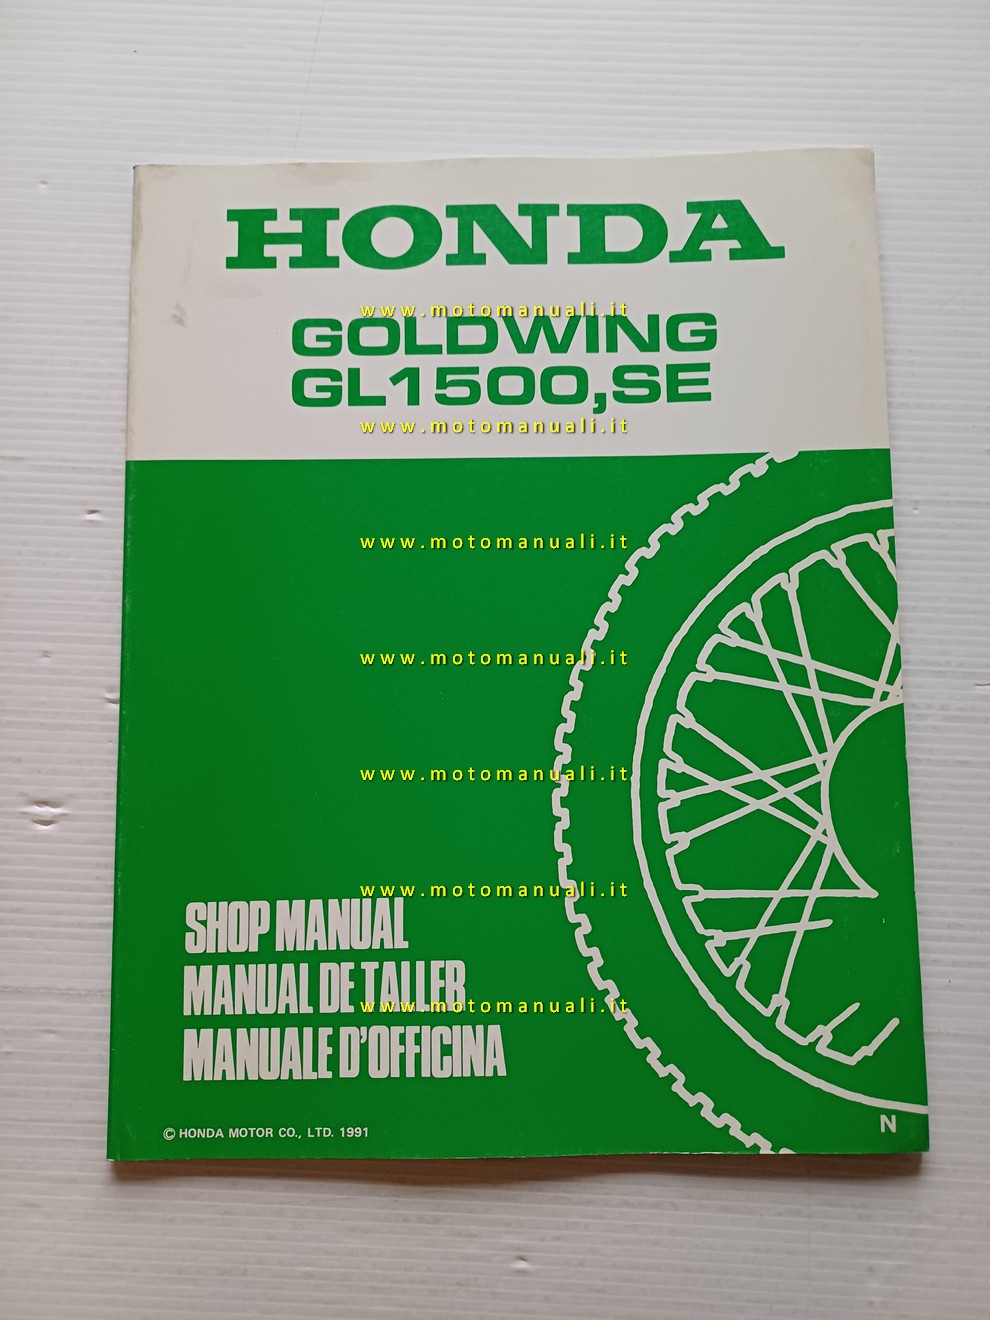 HONDA
www.motomanuali.it
GOLDWING
GL1500,SE
www.motomanuali.it
www.motomanuali.it
www.motomanuali.it
www.motomanuali.it
www.motomanuali.it
SHOP MANUAL
MANUAL DE TALLER
www.motomanuali.it
MANUALE D'OFFICINA
© HONDA MOTOR CO., LTD. 1991
N